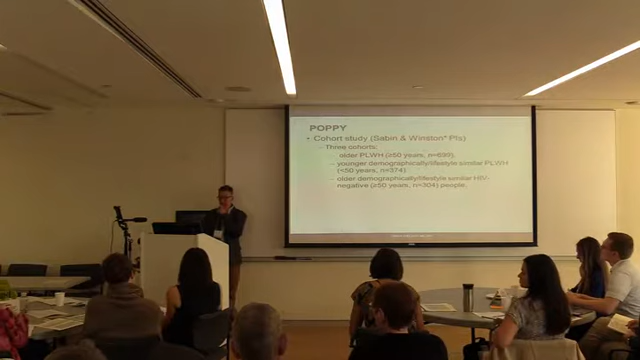 POPPY
• Cohort study (Sabin & Winston* PIs)
– Three cohorts:
older PLWH (≥50 years, n=699),
– younger demographically/lifestyle similar PLWH
(<50 years, n=374)
– older demographically/lifestyle similar HIV-
negative (≥50 years, n=304) people.